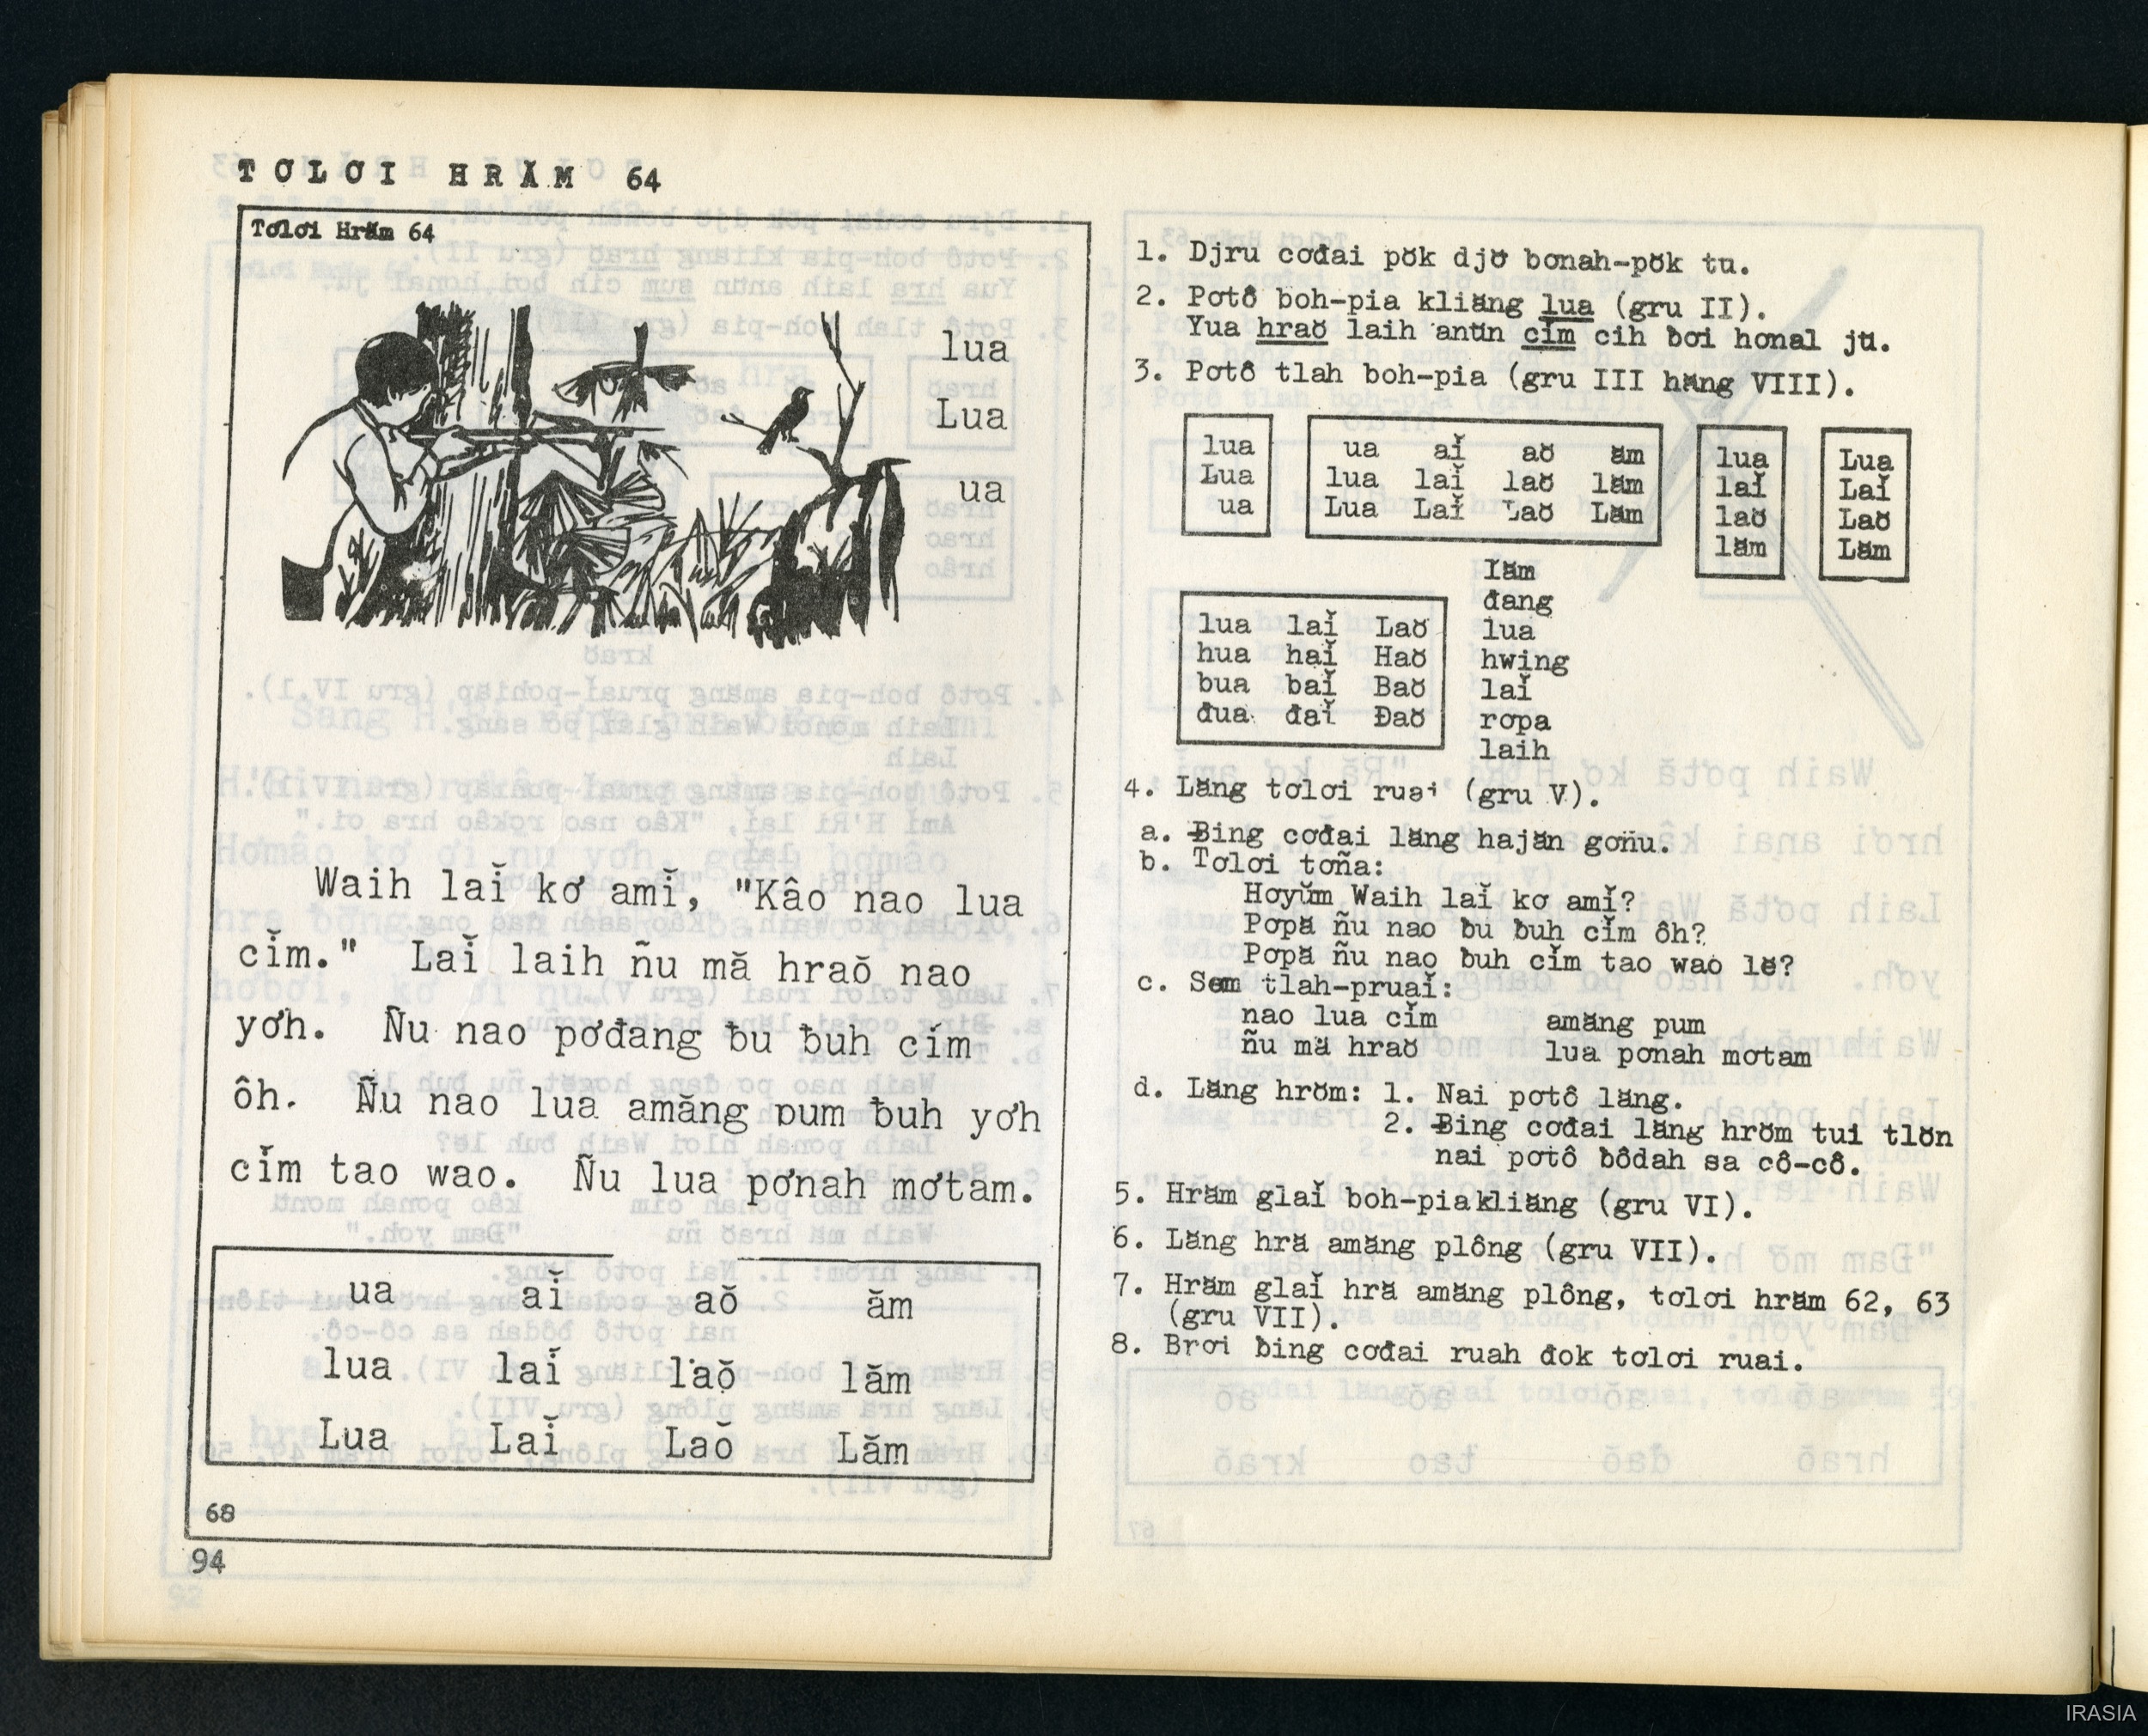 TƠLƠI HRĂM 64
Tơlơi Hrăm 64
lua
Lua
ua
Waih laĭ kơ amĭ, "Kâo nao lua
cĭm." Laĭ laih ñu mă hraŏ nao
yơh. Ñu nao pơđang ƀu ƀuh cĭm
ôh. Ñu nao lua amăng pum ƀuh yơh
cĭm tao wao. Ñu lua pơnah mơtam.
ua aĭ aŏ ăm
lua laĭ laŏ lăm
Lua Laĭ Laŏ Lăm
68
94
1. Djru cơđai pŏk djŏ bơnah-pŏk tu.
2. Pơtô boh-pia kliăng lua (gru II).
Yua hraŏ laih anŭn cĭm cih ƀơi hơnal jŭ.
3. Pơtô tlah boh-pia (gru III hăng VIII).
lua
Lua
ua
ua aĭ aŏ ăm
lua laĭ laŏ lăm
Lua Laĭ Laŏ Lăm
lua
laĭ
laŏ
lăm
Lua
Laĭ
Laŏ
Lăm
lua laĭ Laŏ
hua haĭ Haŏ
bua baĭ Baŏ
đua đaĭ Đaŏ
lăm
đang
lua
hwing
laĭ
rơpa
laih
4. Lăng tơlơi ruai (gru V).
a. Ƀing cơđai lăng hajăn gơñu.
b. Tơlơi tơña:
Hơyŭm Waih laĭ kơ amĭ?
Pơpă ñu nao ƀu ƀuh cĭm ôh?
Pơpă ñu nao ƀuh cĭm tao wao lĕ?
c. Sem tlah-pruaĭ:
nao lua cĭm amăng pum
ñu mă hraŏ lua pơnah mơtam
d. Lăng hrŏm: 1. Nai pơtô lăng.
2. Ƀing cơđai lăng hrŏm tui tlôn
nai pơtô ƀôdah sa cô-cô.
5. Hrăm glaĭ boh-pia kliăng (gru VI).
6. Lăng hră amăng plông (gru VII).
7. Hrăm glaĭ hră amăng plông, tơlơi hrăm 62, 63
(gru VII).
8. Brơi ƀing cơđai ruah đok tơlơi ruai.
IRASIA